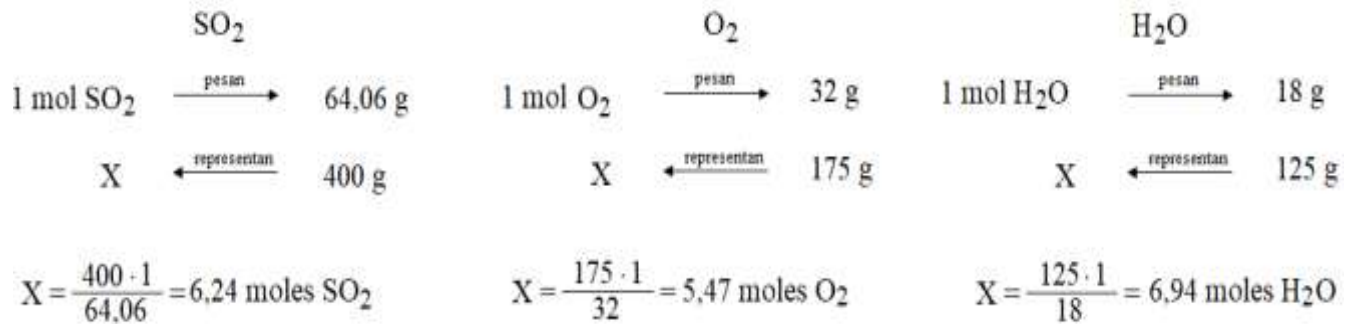 SO₂ O₂ H₂O
1 mol SO₂ pesan 64,06 g 1 mol O₂ pesan 32 g 1 mol H₂O pesan 18 g
X representan 400 g X representan 175 g X representan 125 g
X = 400 · 1 / 64,06 = 6,24 moles SO₂ X = 175 · 1 / 32 = 5,47 moles O₂ X = 125 · 1 / 18 = 6,94 moles H₂O